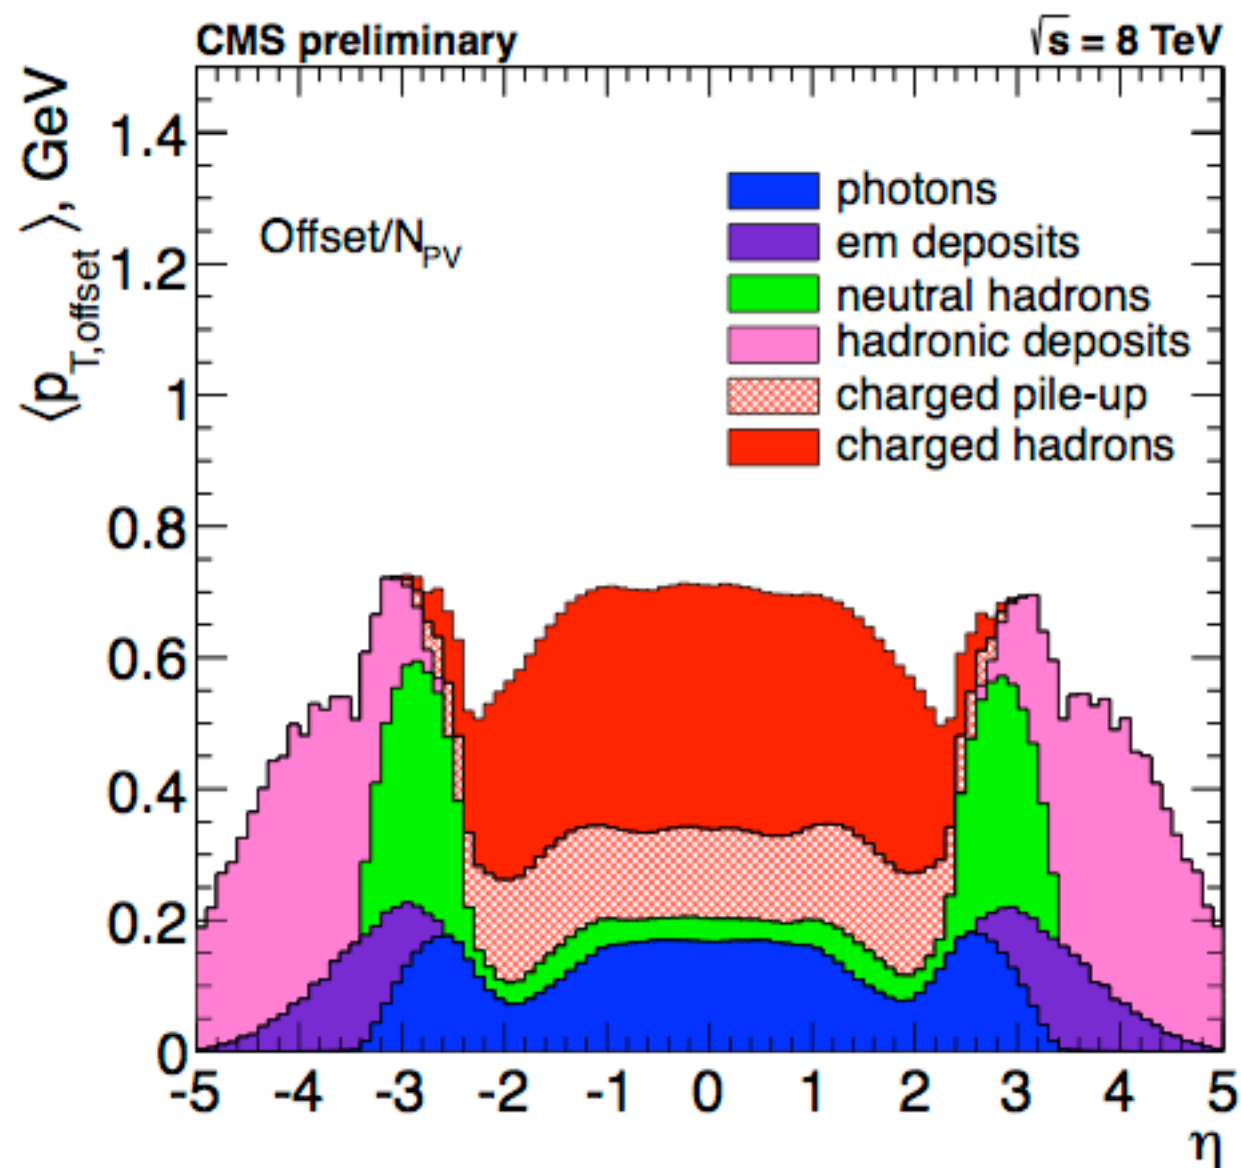 CMS preliminary
√s = 8 TeV
⟨p_T,offset⟩, GeV
Offset/N_PV
photons
em deposits
neutral hadrons
hadronic deposits
charged pile-up
charged hadrons
1.4
1.2
1
0.8
0.6
0.4
0.2
0
-5 -4 -3 -2 -1 0 1 2 3 4 5
η